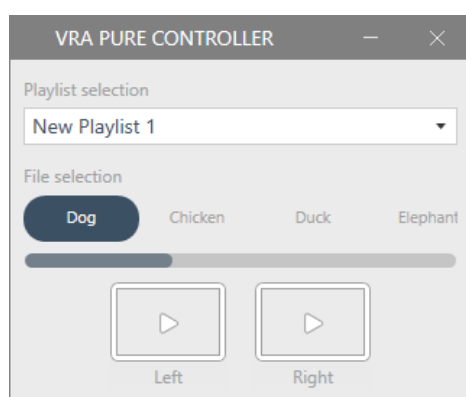 VRA PURE CONTROLLER
Playlist selection
New Playlist 1
File selection
Dog Chicken Duck Elephant
Left Right